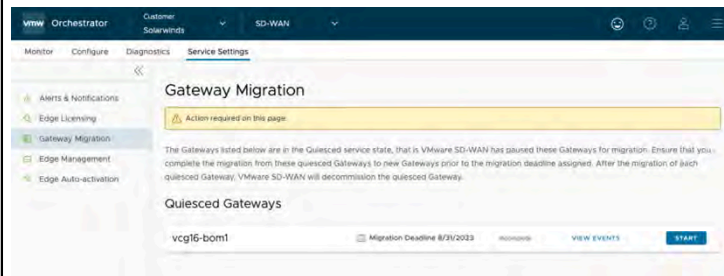 vmw Orchestrator
Customer
Solarwinds
SD-WAN
Monitor Configure Diagnostics Service Settings
Alerts & Notifications
Edge Licensing
Gateway Migration
Edge Management
Edge Auto-activation
Gateway Migration
Action required on this page.
The Gateways listed below are in the Quiesced service state, that is VMware SD-WAN has paused these Gateways for migration. Ensure that you
complete the migration from these quiesced Gateways to new Gateways prior to the migration deadline assigned. After the migration of each
quiesced Gateway, VMware SD-WAN will decommission the quiesced Gateway.
Quiesced Gateways
vcg16-bom1 Migration Deadline 8/31/2023 VIEW EVENTS START